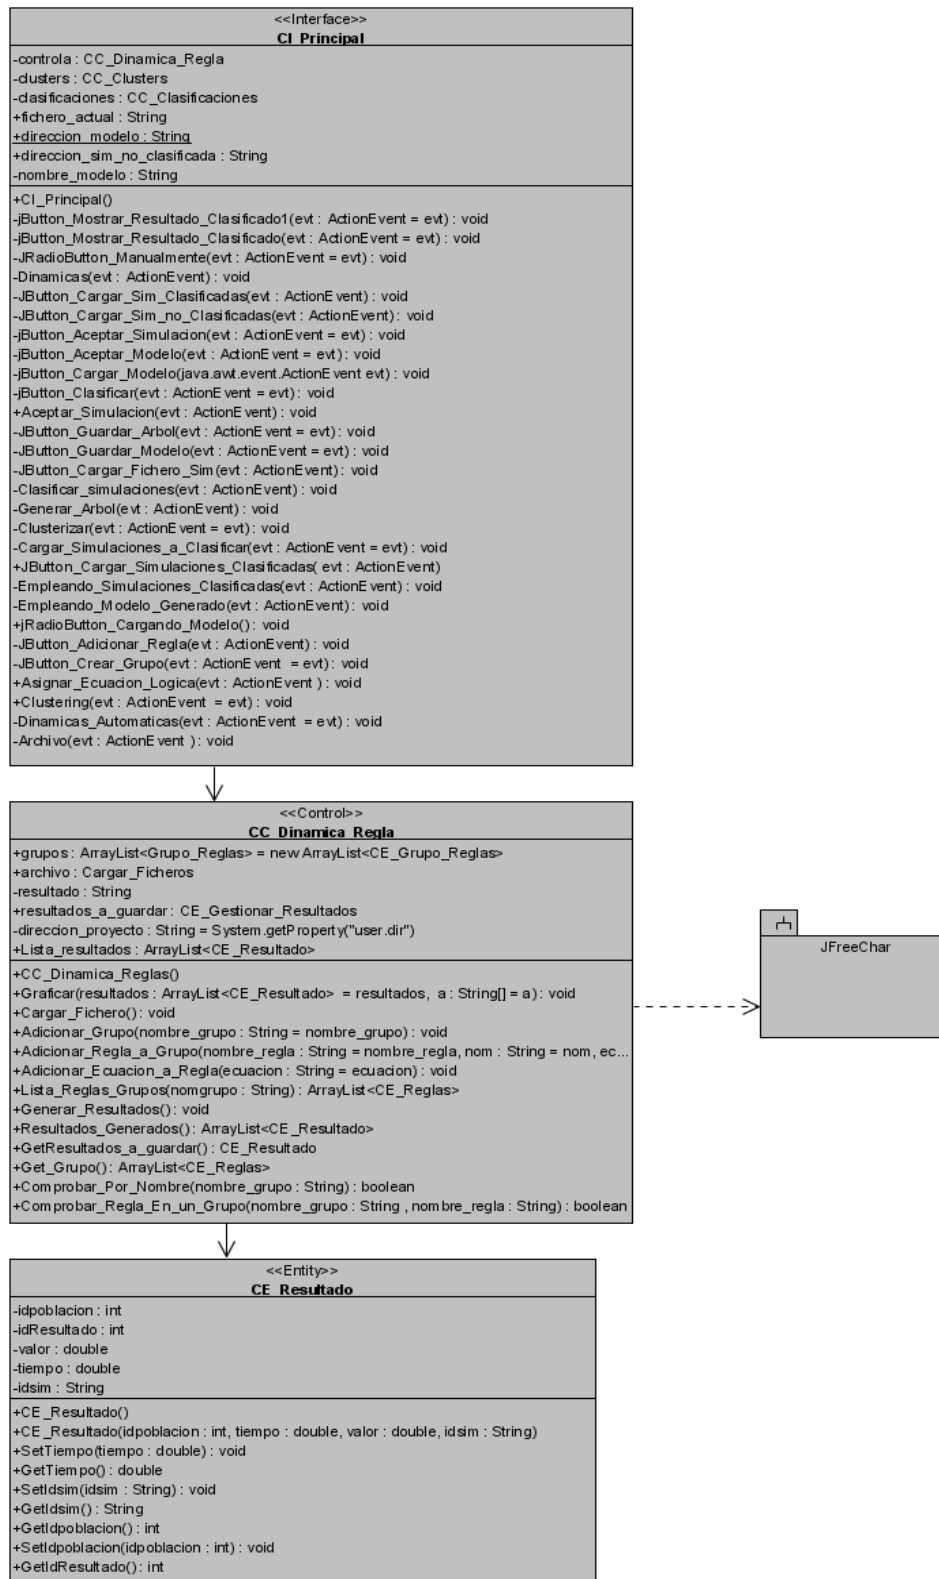 <<Interface>>
CI_Principal
-controla : CC_Dinamica_Regla
-clusters : CC_Clusters
-clasificaciones : CC_Clasificaciones
+fichero_actual : String
+direccion_modelo : String
+direccion_sim_no_clasificada : String
-nombre_modelo : String
+CI_Principal()
-jButton_Mostrar_Resultado_Clasificado1(evt : ActionEvent = evt) : void
-jButton_Mostrar_Resultado_Clasificado(evt : ActionEvent = evt) : void
-JRadioButton_Manualmente(evt : ActionEvent = evt) : void
-Dinamicas(evt : ActionEvent) : void
-JButton_Cargar_Sim_Clasificadas(evt : ActionEvent) : void
-JButton_Cargar_Sim_no_Clasificadas(evt : ActionEvent) : void
-jButton_Aceptar_Simulacion(evt : ActionEvent = evt) : void
-jButton_Aceptar_Modelo(evt : ActionEvent = evt) : void
-jButton_Cargar_Modelo(java.awt.event.ActionEvent evt) : void
-jButton_Clasificar(evt : ActionEvent = evt) : void
+Aceptar_Simulacion(evt : ActionEvent) : void
-JButton_Guardar_Arbol(evt : ActionEvent = evt) : void
-JButton_Guardar_Modelo(evt : ActionEvent = evt) : void
-JButton_Cargar_Fichero_Sim(evt : ActionEvent) : void
-Clasificar_simulaciones(evt : ActionEvent) : void
-Generar_Arbol(evt : ActionEvent) : void
-Clusterizar(evt : ActionEvent = evt) : void
-Cargar_Simulaciones_a_Clasificar(evt : ActionEvent = evt) : void
+JButton_Cargar_Simulaciones_Clasificadas( evt : ActionEvent)
-Empleando_Simulaciones_Clasificadas(evt : ActionEvent) : void
-Empleando_Modelo_Generado(evt : ActionEvent) : void
+jRadioButton_Cargando_Modelo() : void
-JButton_Adicionar_Regla(evt : ActionEvent) : void
-JButton_Crear_Grupo(evt : ActionEvent = evt) : void
+Asignar_Ecuacion_Logica(evt : ActionEvent ) : void
+Clustering(evt : ActionEvent = evt) : void
-Dinamicas_Automaticas(evt : ActionEvent = evt) : void
-Archivo(evt : ActionEvent ) : void
<<Control>>
CC_Dinamica_Regla
+grupos : ArrayList<Grupo_Reglas> = new ArrayList<CE_Grupo_Reglas>
+archivo : Cargar_Ficheros
-resultado : String
+resultados_a_guardar : CE_Gestionar_Resultados
-direccion_proyecto : String = System.getProperty("user.dir")
+Lista_resultados : ArrayList<CE_Resultado>
+CC_Dinamica_Reglas()
+Graficar(resultados : ArrayList<CE_Resultado> = resultados, a : String[] = a) : void
+Cargar_Fichero() : void
+Adicionar_Grupo(nombre_grupo : String = nombre_grupo) : void
+Adicionar_Regla_a_Grupo(nombre_regla : String = nombre_regla, nom : String = nom, ec...
+Adicionar_Ecuacion_a_Regla(ecuacion : String = ecuacion) : void
+Lista_Reglas_Grupos(nomgrupo : String) : ArrayList<CE_Reglas>
+Generar_Resultados() : void
+Resultados_Generados() : ArrayList<CE_Resultado>
+GetResultados_a_guardar() : CE_Resultado
+Get_Grupo() : ArrayList<CE_Reglas>
+Comprobar_Por_Nombre(nombre_grupo : String) : boolean
+Comprobar_Regla_En_un_Grupo(nombre_grupo : String , nombre_regla : String) : boolean
JFreeChar
<<Entity>>
CE_Resultado
-idpoblacion : int
-idResultado : int
-valor : double
-tiempo : double
-idsim : String
+CE_Resultado()
+CE_Resultado(idpoblacion : int, tiempo : double, valor : double, idsim : String)
+SetTiempo(tiempo : double) : void
+GetTiempo() : double
+SetIdsim(idsim : String) : void
+GetIdsim() : String
+GetIdpoblacion() : int
+SetIdpoblacion(idpoblacion : int) : void
+GetIdResultado() : int